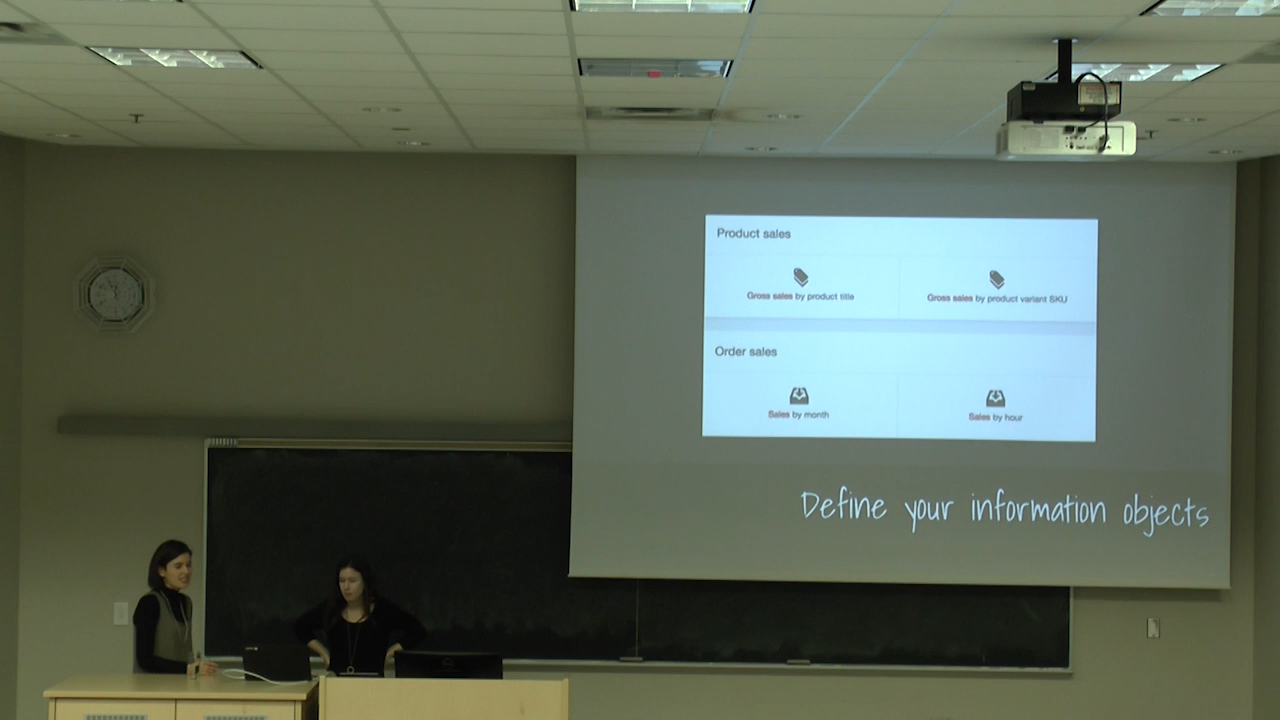 Product sales
Gross sales by product title
Gross sales by product variant SKU
Order sales
Sales by month
Sales by hour
Define your information objects